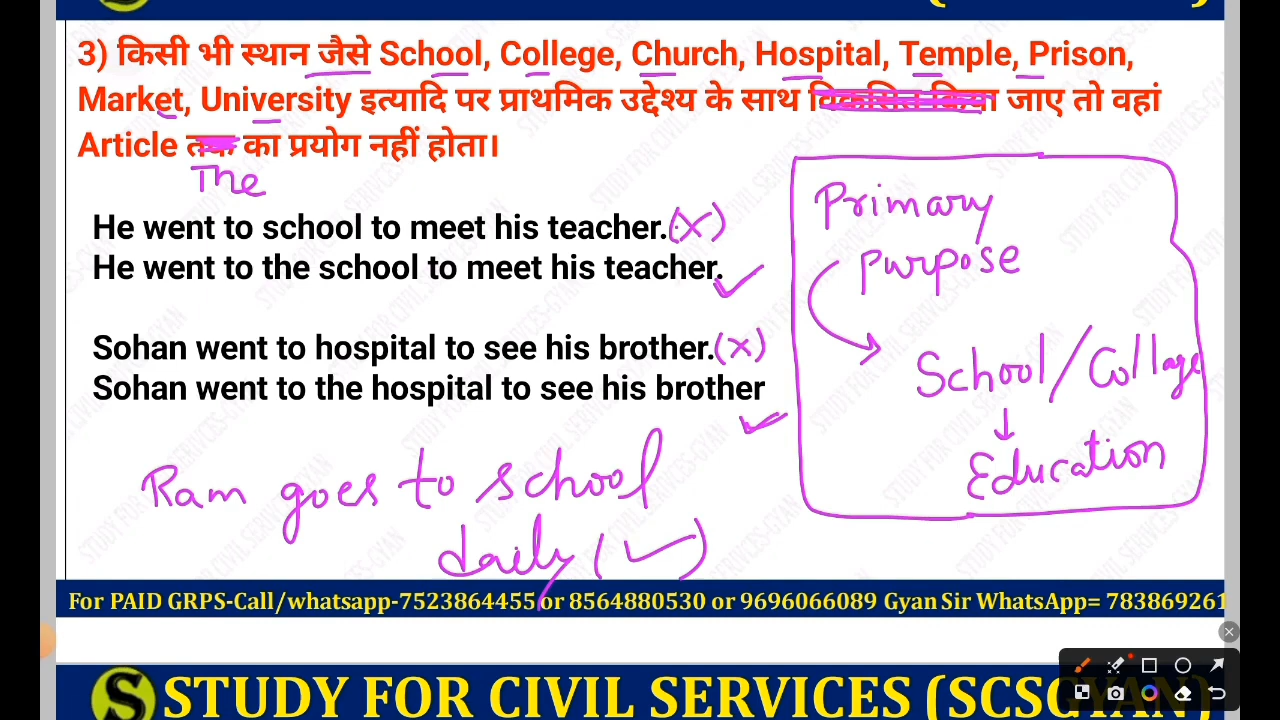 3) किसी भी स्थान जैसे School, College, Church, Hospital, Temple, Prison,
Market, University इत्यादि पर प्राथमिक उद्देश्य के साथ विकसित किया जाए तो वहां
Article तक का प्रयोग नहीं होता।
The
He went to school to meet his teacher.(x)
He went to the school to meet his teacher.
Sohan went to hospital to see his brother.(x)
Sohan went to the hospital to see his brother
Ram goes to school
daily (✓)
Primary
Purpose
School/Collage
Education
For PAID GRPS-Call/whatsapp-7523864455 or 8564880530 or 9696066089 Gyan Sir WhatsApp= 783869261
S STUDY FOR CIVIL SERVICES (SCSGYAN)